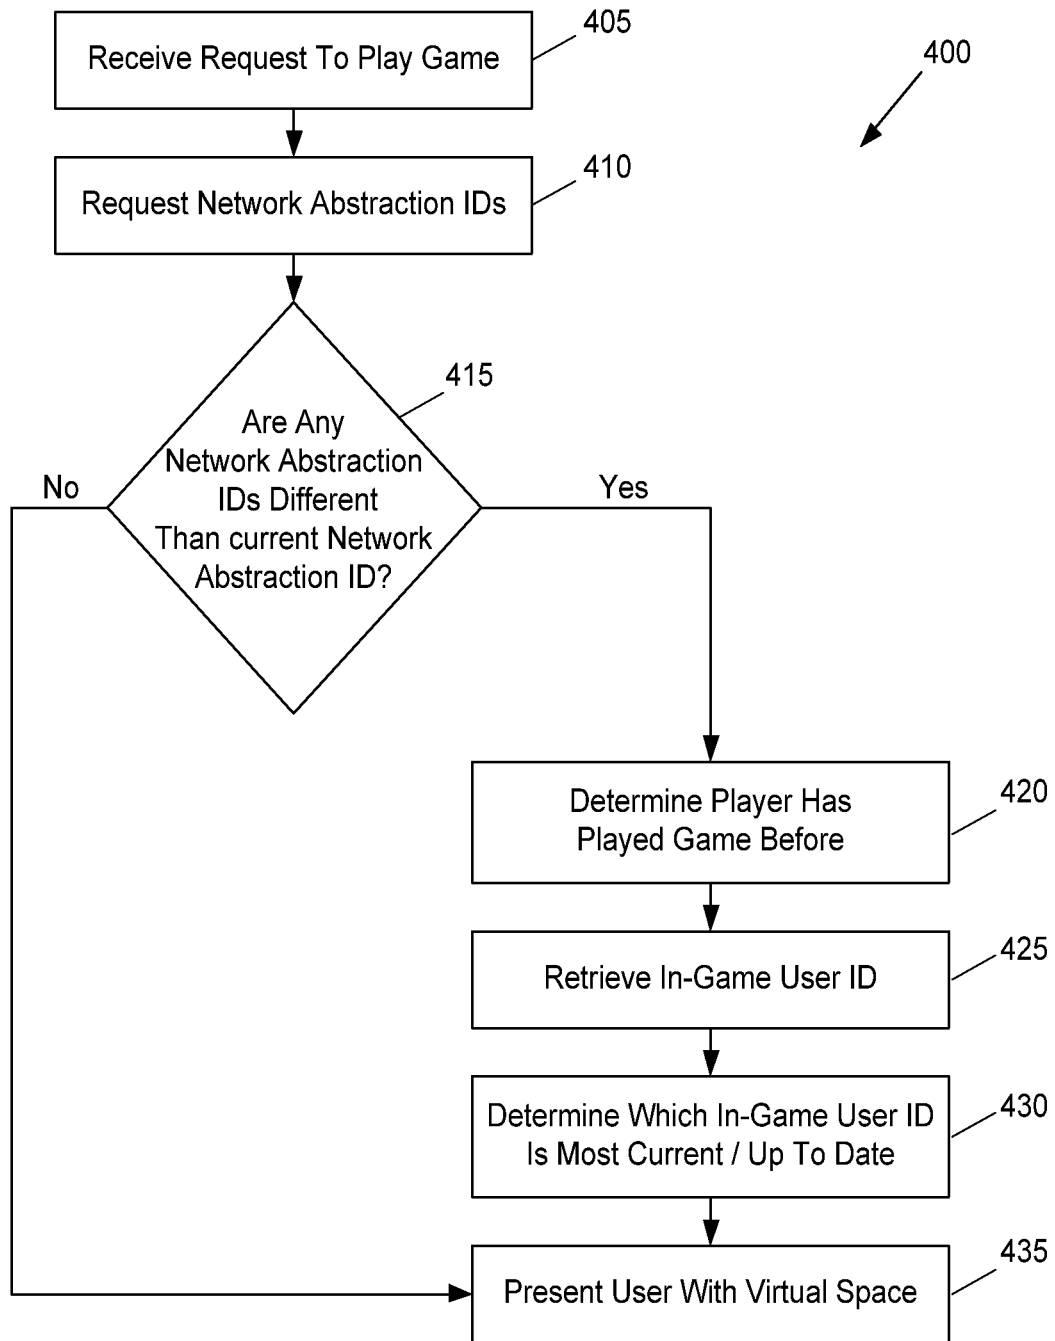 Receive Request To Play Game
405
400
Request Network Abstraction IDs
410
415
Are Any
Network Abstraction
IDs Different
Than current Network
Abstraction ID?
No
Yes
Determine Player Has
Played Game Before
420
Retrieve In-Game User ID
425
Determine Which In-Game User ID
Is Most Current / Up To Date
430
Present User With Virtual Space
435